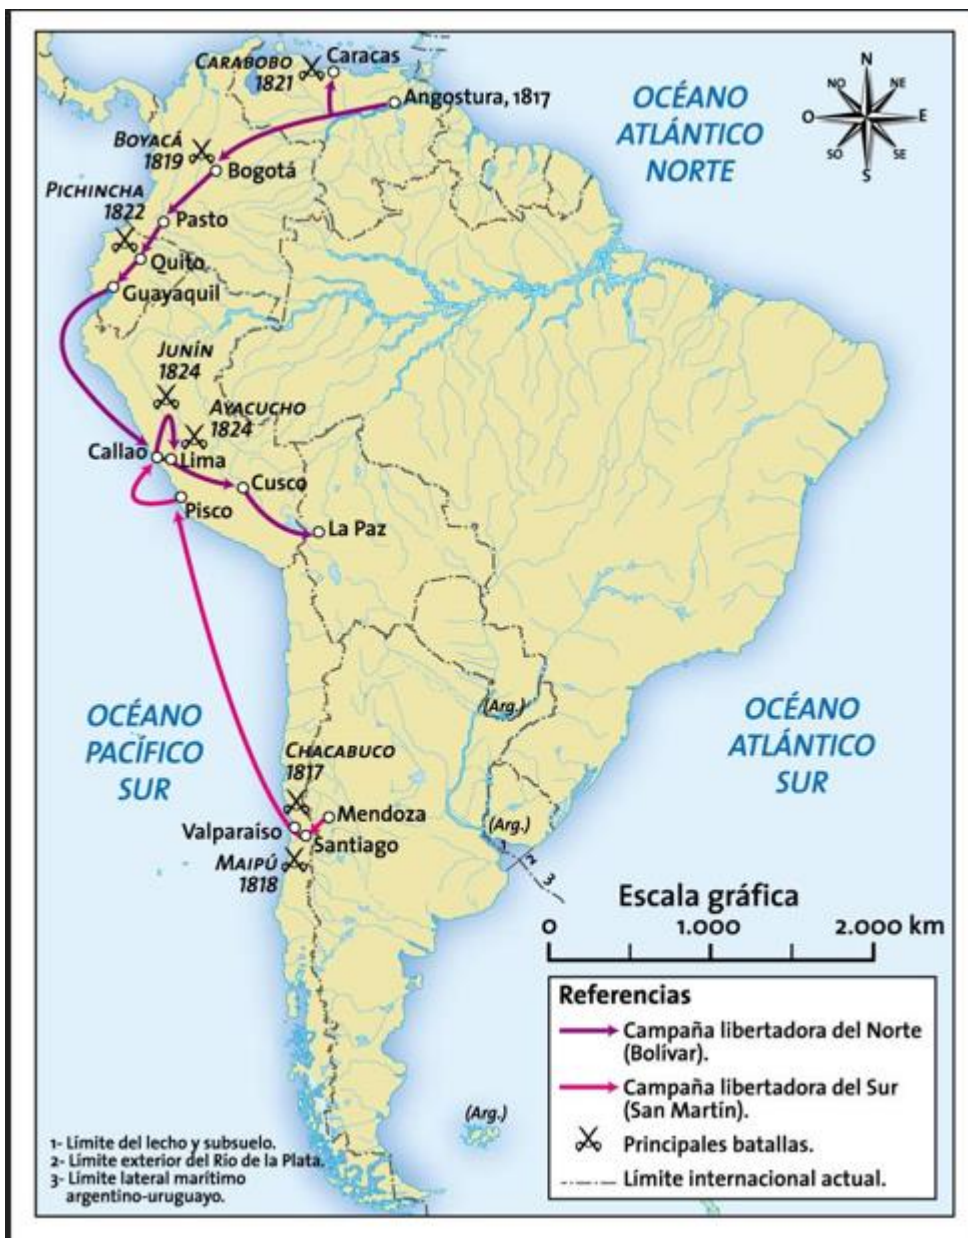 CARABOBO
1821
Caracas
Angostura, 1817
BOYACÁ
1819
Bogotá
PICHINCHA
1822
Pasto
Quito
Guayaquil
JUNÍN
1824
AYACUCHO
1824
Callao
Lima
Cusco
Pisco
La Paz
OCÉANO
ATLÁNTICO
NORTE
N
NO
NE
O
E
SO
SE
S
OCÉANO
PACÍFICO
SUR
OCÉANO
ATLÁNTICO
SUR
(Arg.)
CHACABUCO
1817
Mendoza
Valparaíso
Santiago
MAIPÚ
1818
(Arg.)
2
3
Escala gráfica
0 1.000 2.000 km
Referencias
Campaña libertadora del Norte
(Bolívar).
Campaña libertadora del Sur
(San Martín).
Principales batallas.
Límite internacional actual.
(Arg.)
1- Límite del lecho y subsuelo.
2- Límite exterior del Río de la Plata.
3- Límite lateral marítimo
argentino-uruguayo.